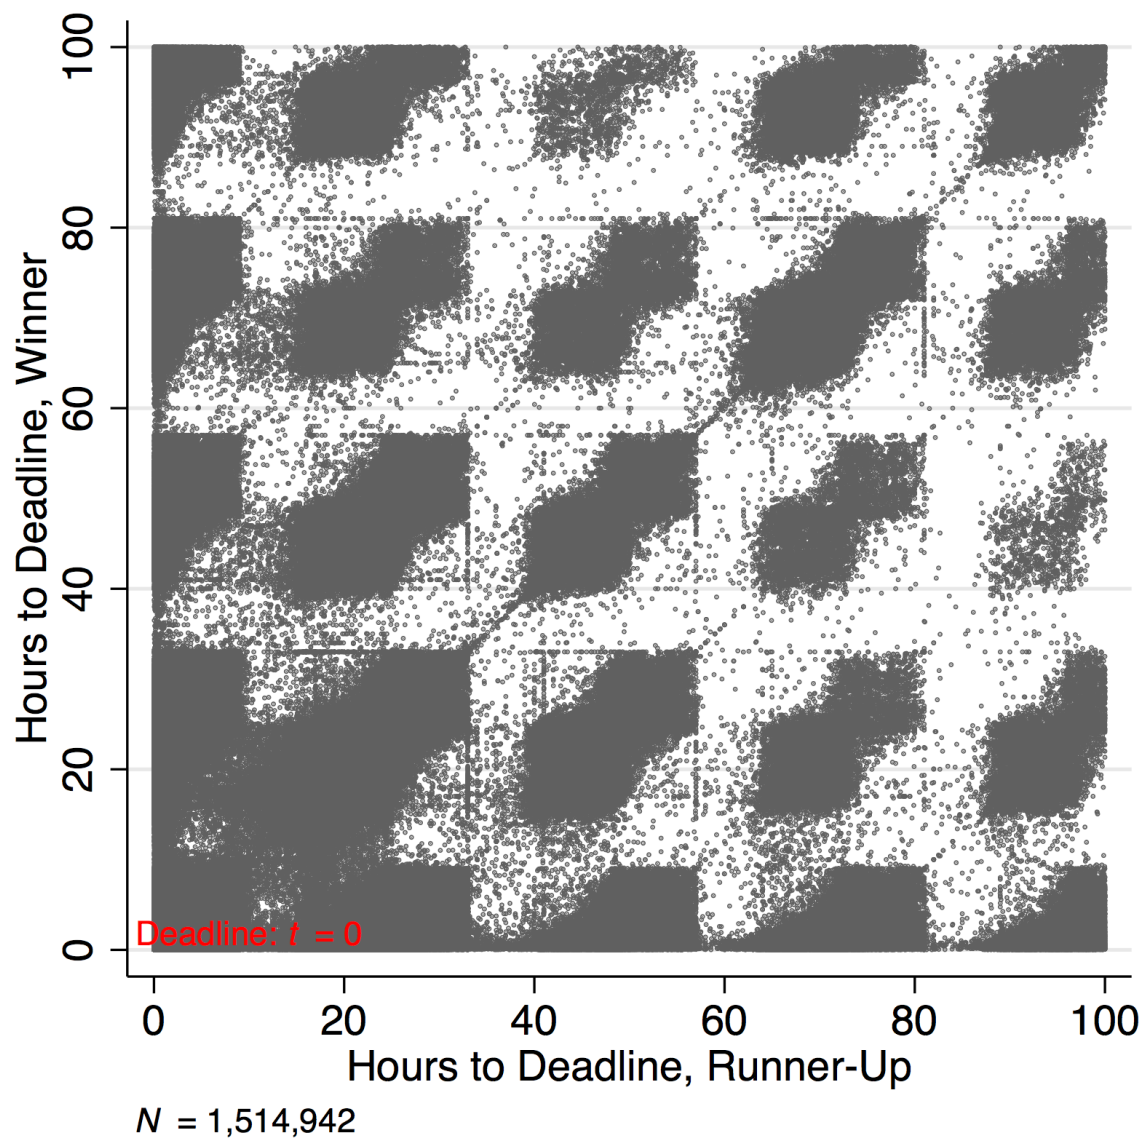 100
80
60
40
20
0
Hours to Deadline, Winner
Deadline: t = 0
0 20 40 60 80 100
Hours to Deadline, Runner-Up
N = 1,514,942